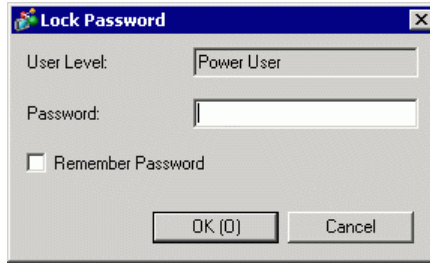 Lock Password
User Level: Power User
Password:
Remember Password
OK (O) Cancel